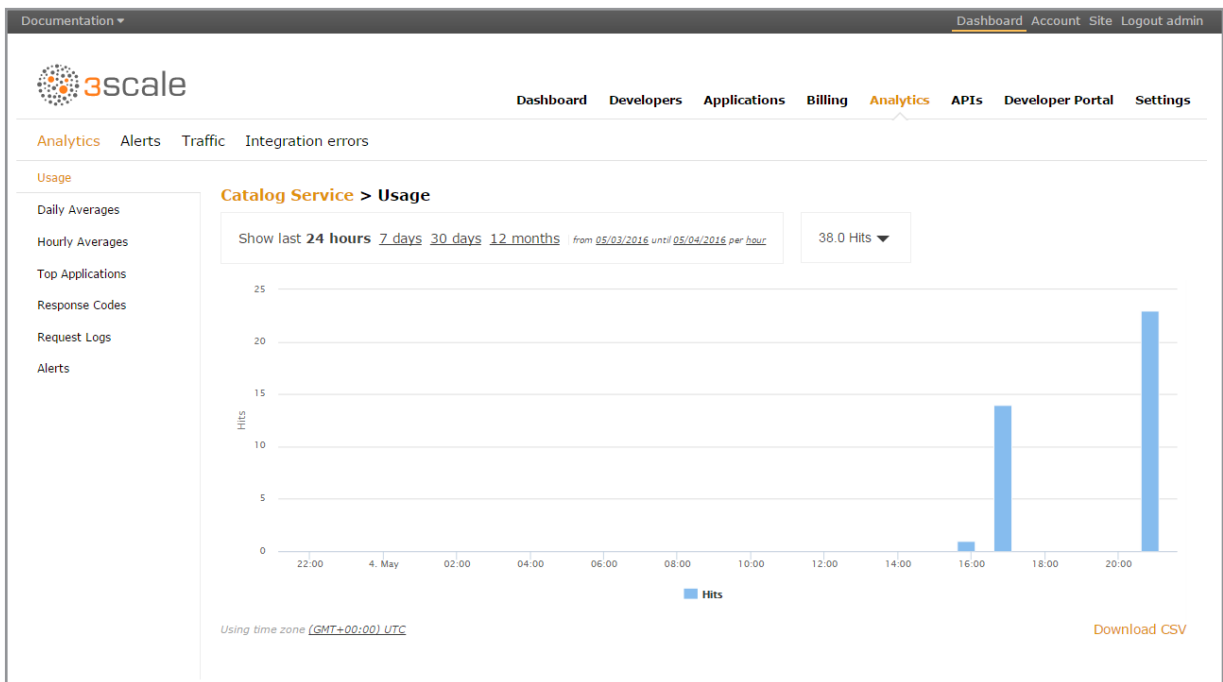 Documentation ▾ Dashboard Account Site Logout admin
3scale
Dashboard Developers Applications Billing Analytics APIs Developer Portal Settings
Analytics Alerts Traffic Integration errors
Usage
Daily Averages
Hourly Averages
Top Applications
Response Codes
Request Logs
Alerts
Catalog Service > Usage
Show last 24 hours 7 days 30 days 12 months from 05/03/2016 until 05/04/2016 per hour
38.0 Hits ▼
25
20
15
10
5
0
Hits
22:00 4. May 02:00 04:00 06:00 08:00 10:00 12:00 14:00 16:00 18:00 20:00
Hits
Using time zone (GMT+00:00) UTC
Download CSV